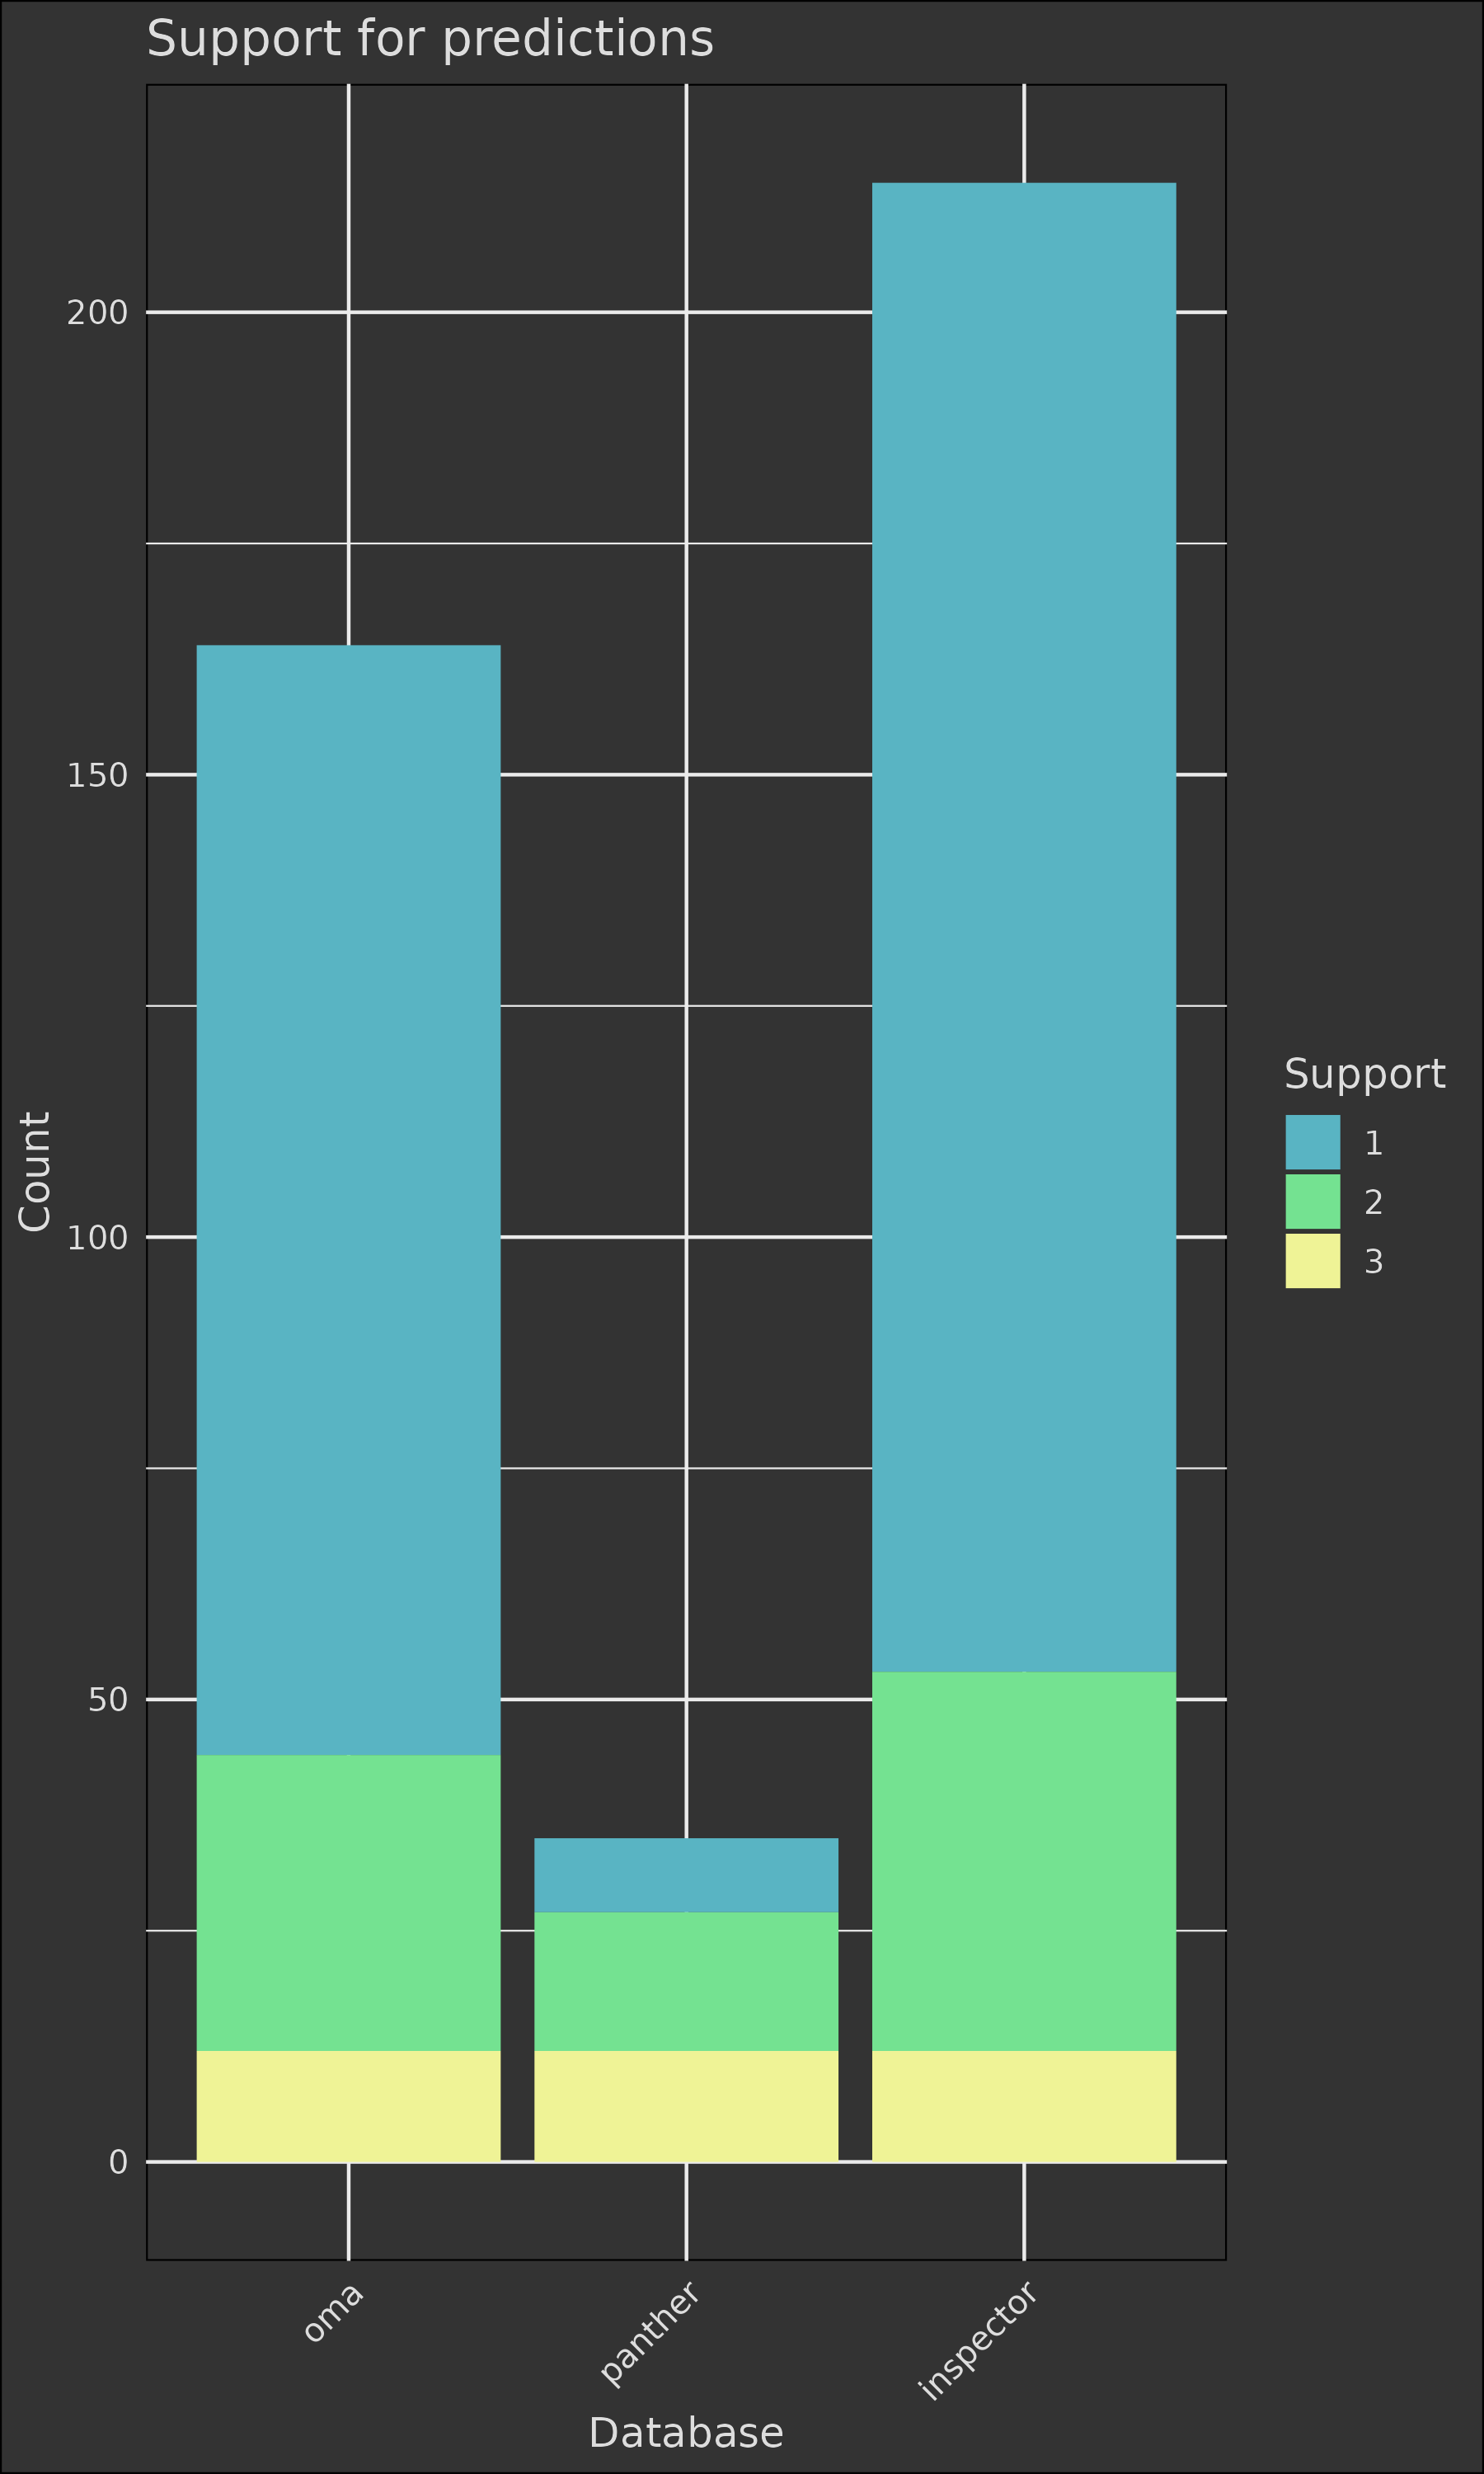 Support for predictions
200
150
100
50
0
Count
oma
panther
inspector
Database
Support
1
2
3